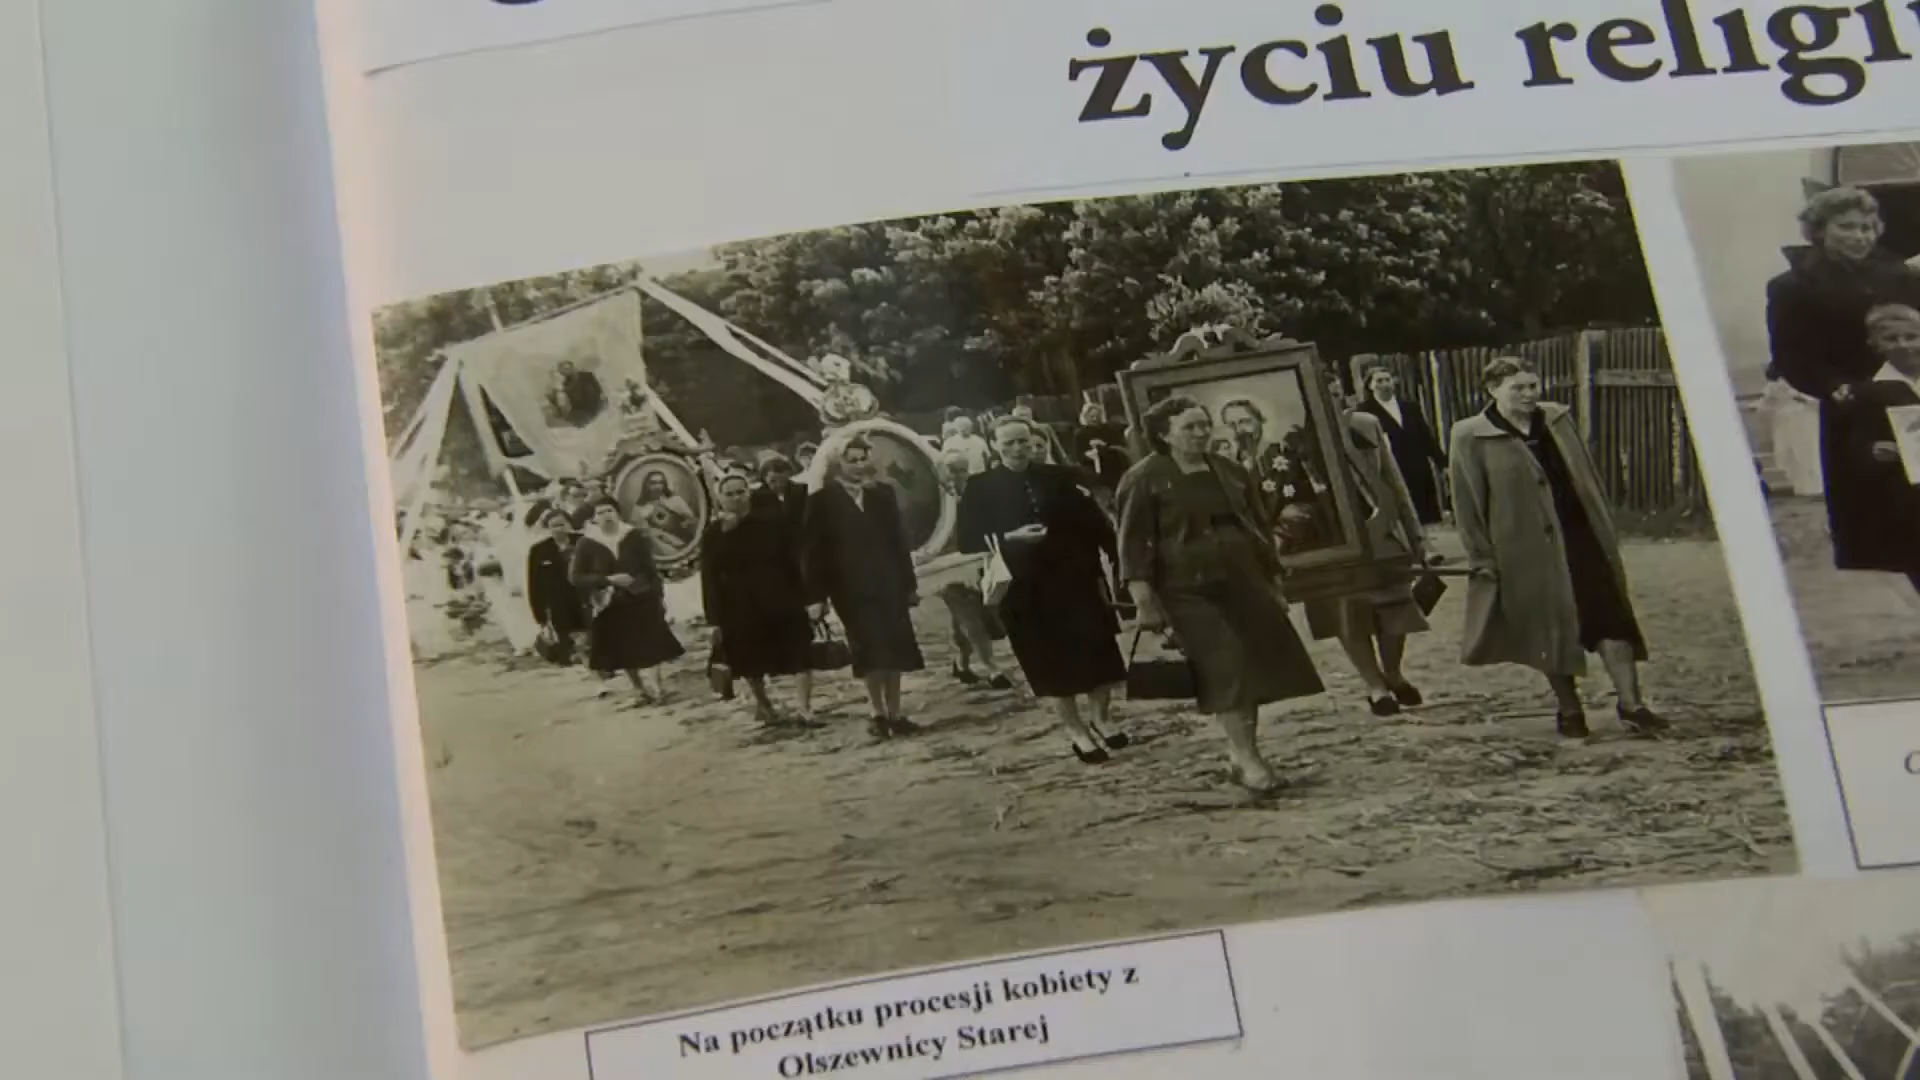 życiu religi
Na początku procesji kobiety z
Olszewnicy Starej